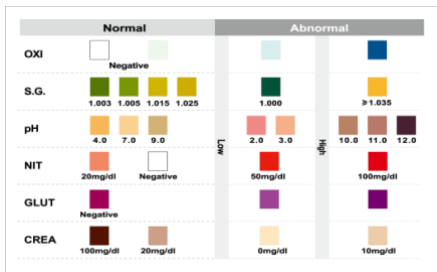 Normal Abnormal
OXI
Negative
S.G.
1.003 1.005 1.015 1.025 1.000 ≥1.035
pH
4.0 7.0 9.0 2.0 3.0 10.0 11.0 12.0
Low
High
NIT
20mg/dl Negative 50mg/dl 100mg/dl
GLUT
Negative
CREA
100mg/dl 20mg/dl 0mg/dl 10mg/dl